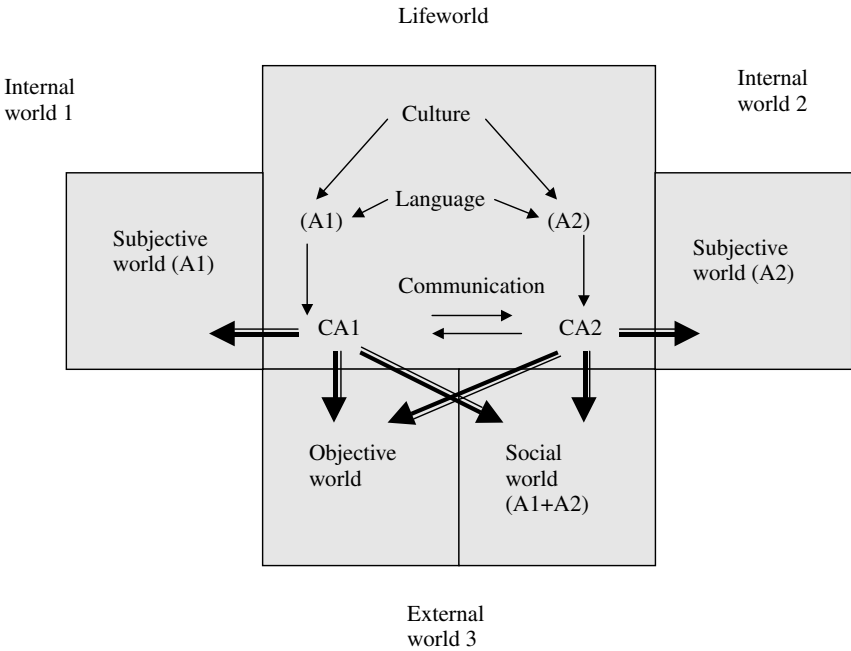 Lifeworld
Internal
world 1
Internal
world 2
Culture
Language
(A1)
(A2)
Subjective
world (A1)
Subjective
world (A2)
Communication
CA1
CA2
Objective
world
Social
world
(A1+A2)
External
world 3